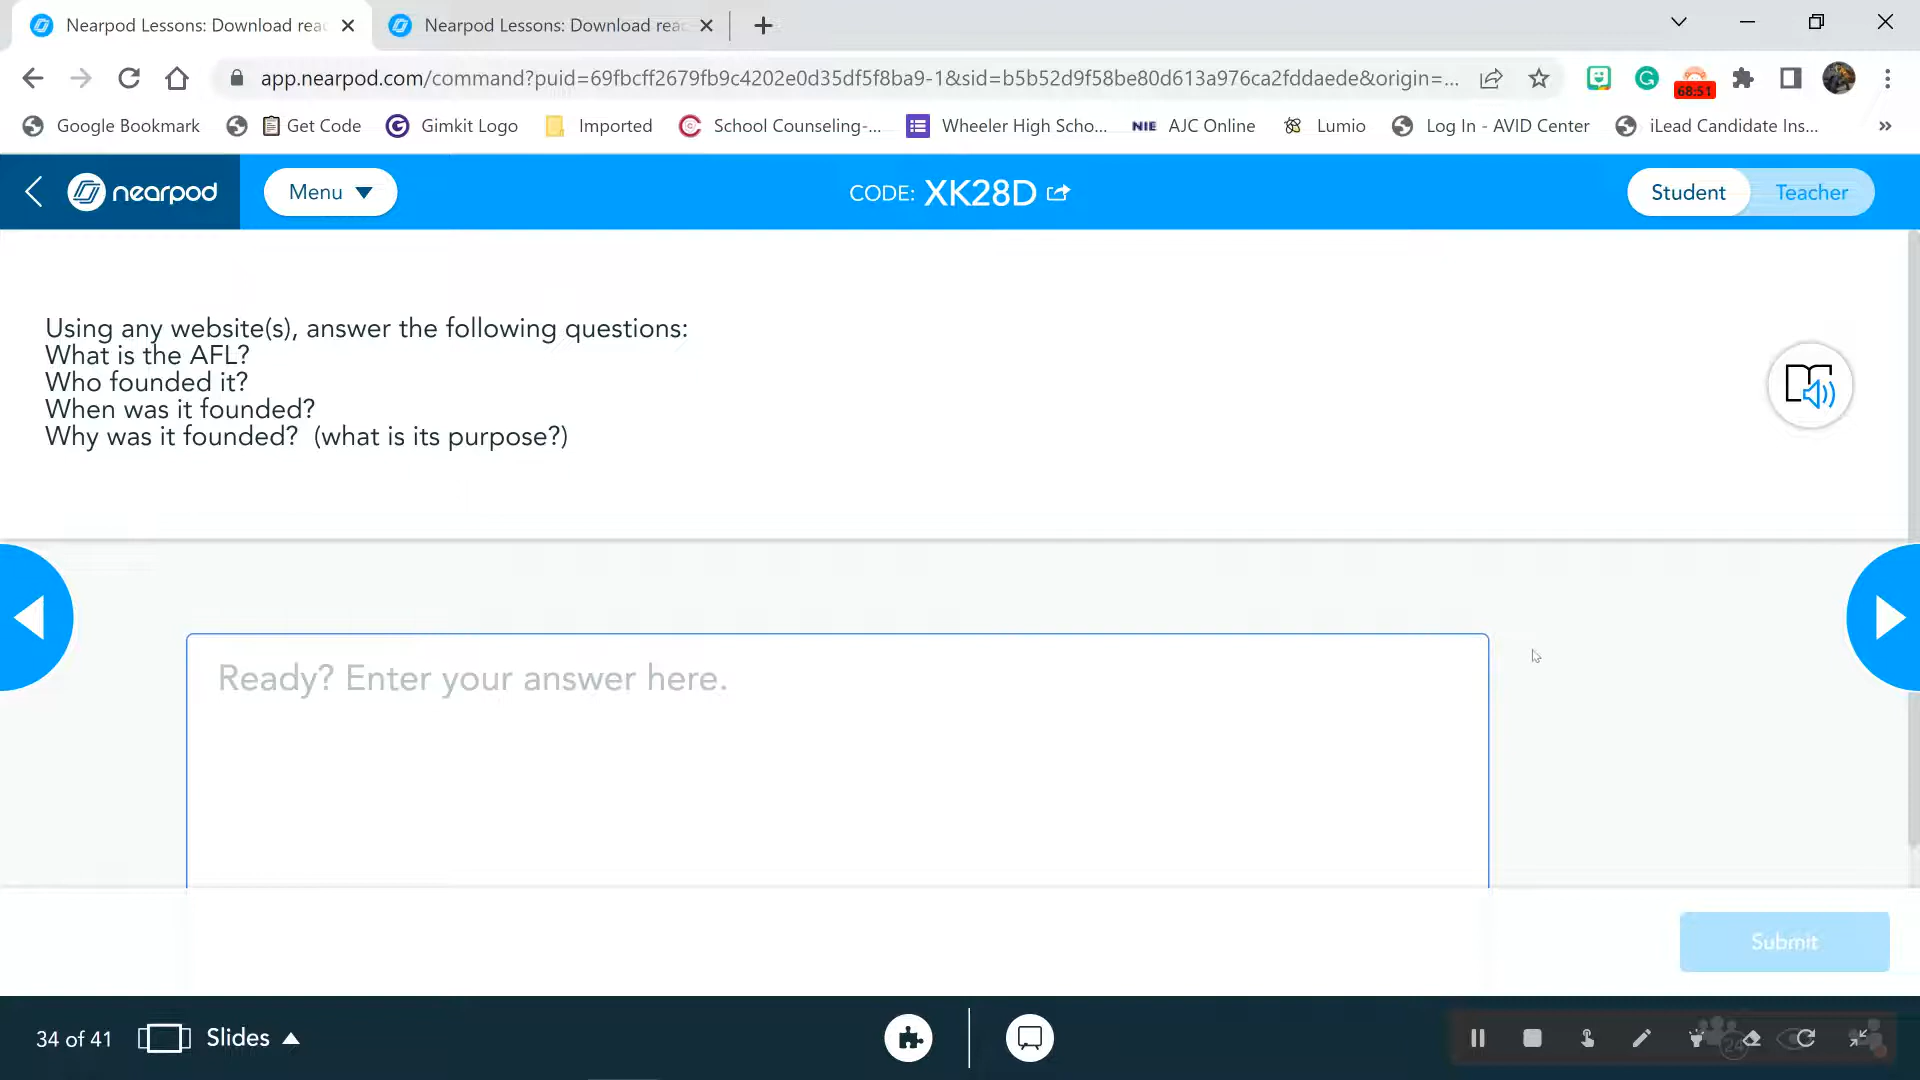 Nearpod Lessons: Download rea
Nearpod Lessons: Download rea
app.nearpod.com/command?puid=69fbcff2679fb9c4202e0d35df5f8ba9-1&sid=b5b52d9f58be80d613a976ca2fddaede&origin=...
68:51
Google Bookmark
Get Code
Gimkit Logo
Imported
School Counseling-...
Wheeler High Scho...
NIE AJC Online
Lumio
Log In - AVID Center
iLead Candidate Ins...
nearpod
Menu
CODE: XK28D
Student
Teacher
Using any website(s), answer the following questions:
What is the AFL?
Who founded it?
When was it founded?
Why was it founded?  (what is its purpose?)
Ready? Enter your answer here.
Submit
34 of 41
Slides
24